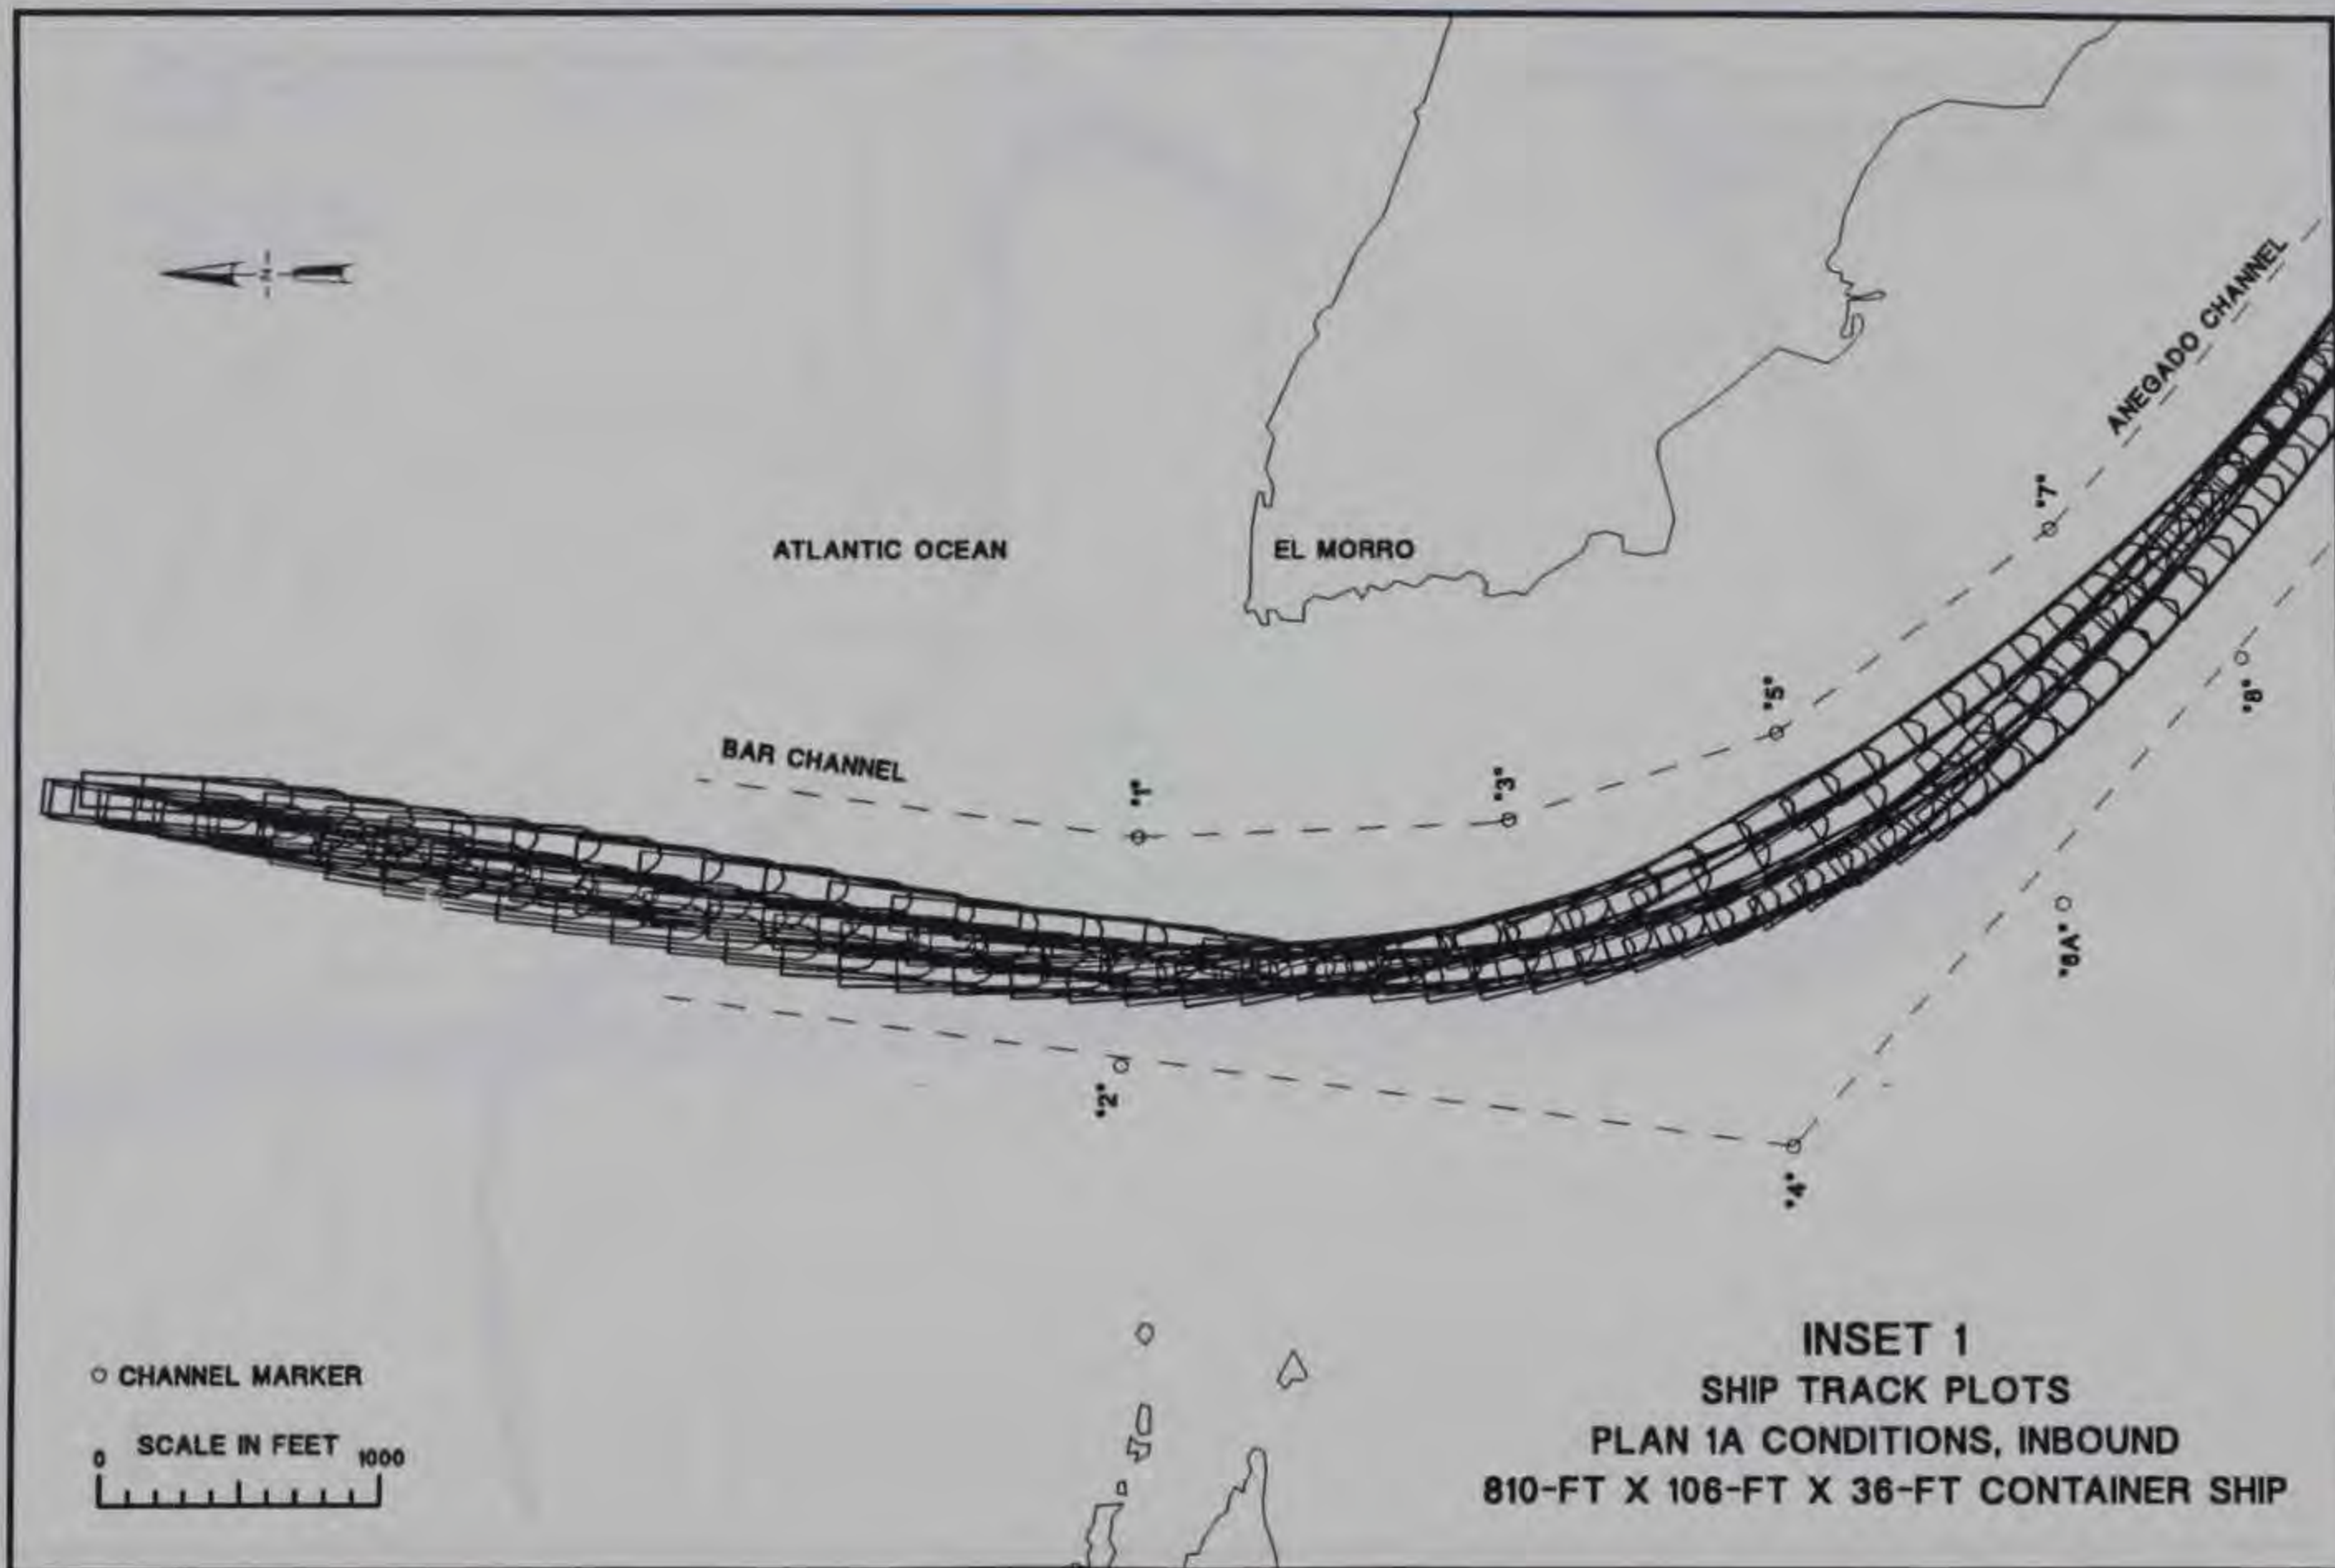 N
ANEGADO CHANNEL
"7"
ATLANTIC OCEAN
EL MORRO
"5"
"8"
BAR CHANNEL
"1"
"3"
"6A"
"2"
"4"
○ CHANNEL MARKER
SCALE IN FEET
0 1000
INSET 1
SHIP TRACK PLOTS
PLAN 1A CONDITIONS, INBOUND
810-FT X 106-FT X 36-FT CONTAINER SHIP